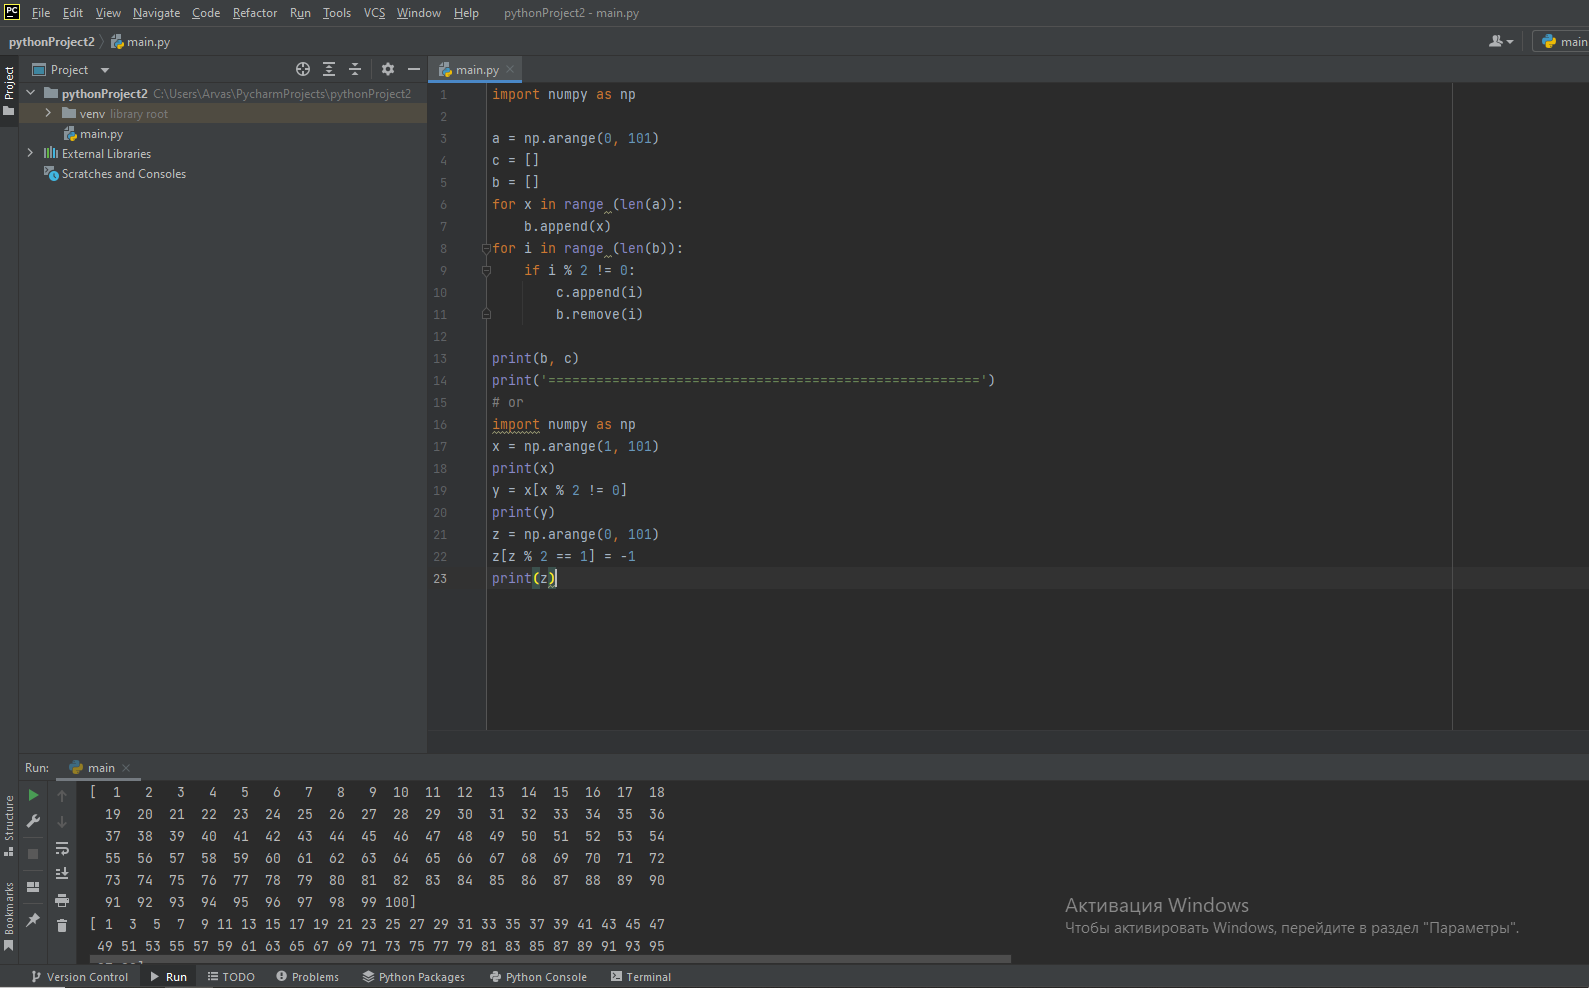 PC File Edit View Navigate Code Refactor Run Tools VCS Window Help pythonProject2 - main.py
pythonProject2 main.py main
Project
Project
main.py
pythonProject2 C:\Users\Arvas\PycharmProjects\pythonProject2
venv library root
main.py
External Libraries
Scratches and Consoles
1 import numpy as np
2
3 a = np.arange(0, 101)
4 c = []
5 b = []
6 for x in range (len(a)):
7 b.append(x)
8 for i in range (len(b)):
9 if i % 2 != 0:
10 c.append(i)
11 b.remove(i)
12
13 print(b, c)
14 print('======================================================')
15 # or
16 import numpy as np
17 x = np.arange(1, 101)
18 print(x)
19 y = x[x % 2 != 0]
20 print(y)
21 z = np.arange(0, 101)
22 z[z % 2 == 1] = -1
23 print(z)
Run: main
[ 1 2 3 4 5 6 7 8 9 10 11 12 13 14 15 16 17 18
19 20 21 22 23 24 25 26 27 28 29 30 31 32 33 34 35 36
37 38 39 40 41 42 43 44 45 46 47 48 49 50 51 52 53 54
55 56 57 58 59 60 61 62 63 64 65 66 67 68 69 70 71 72
73 74 75 76 77 78 79 80 81 82 83 84 85 86 87 88 89 90
91 92 93 94 95 96 97 98 99 100]
[ 1 3 5 7 9 11 13 15 17 19 21 23 25 27 29 31 33 35 37 39 41 43 45 47
49 51 53 55 57 59 61 63 65 67 69 71 73 75 77 79 81 83 85 87 89 91 93 95
Structure
Bookmarks
Активация Windows
Чтобы активировать Windows, перейдите в раздел "Параметры".
Version Control Run TODO Problems Python Packages Python Console Terminal